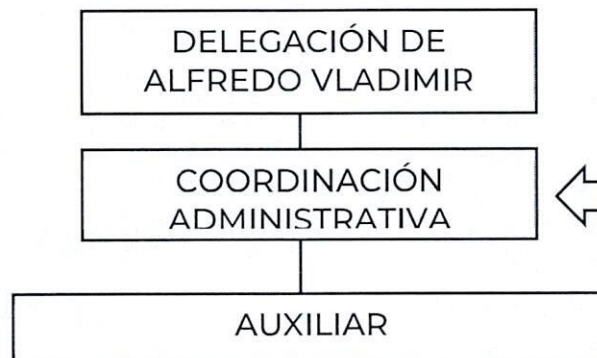 DELEGACIÓN DE
ALFREDO VLADIMIR
COORDINACIÓN
ADMINISTRATIVA
AUXILIAR